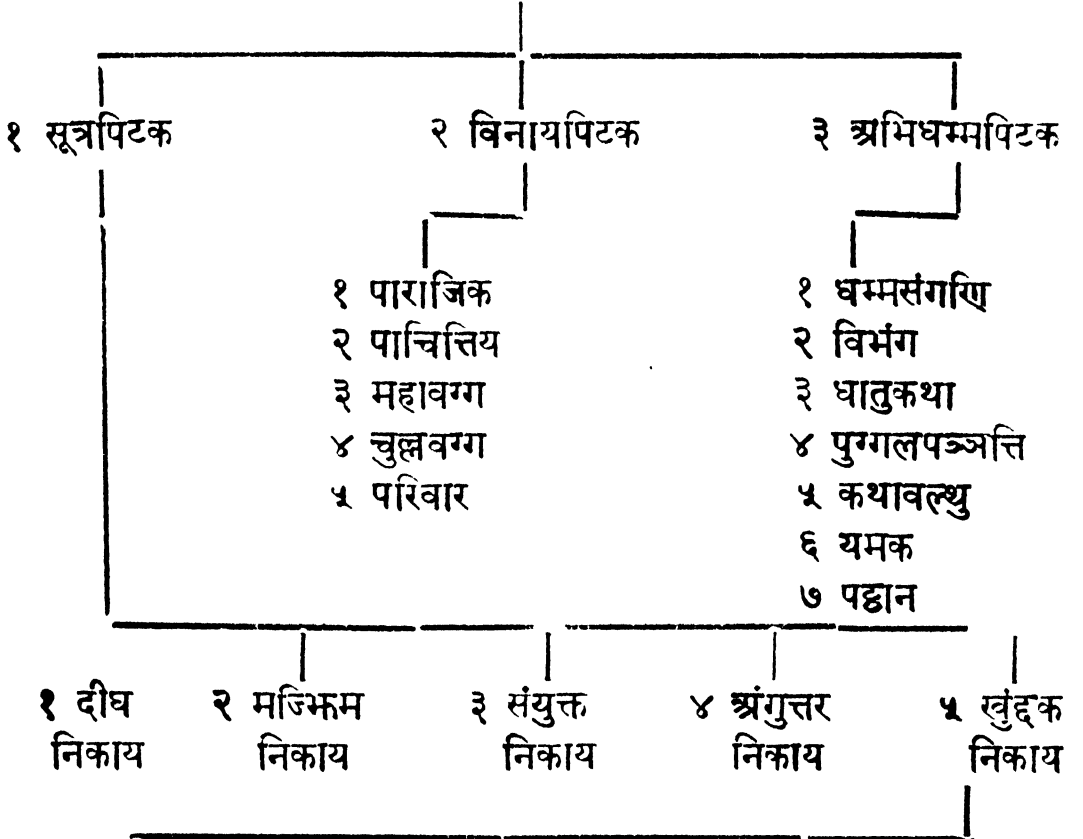 १ सूत्रपिटक २ विनायपिटक ३ अभिधम्मपिटक
१ पाराजिक १ धम्मसंगणि
२ पाचित्तिय २ विभंग
३ महावग्ग ३ धातुकथा
४ चुल्लवग्ग ४ पुग्गलपञ्ञत्ति
५ परिवार ५ कथावत्थु
६ यमक
७ पट्ठान
१ दीघ २ मज्झिम ३ संयुक्त ४ अंगुत्तर ५ खुंद्दक
निकाय निकाय निकाय निकाय निकाय